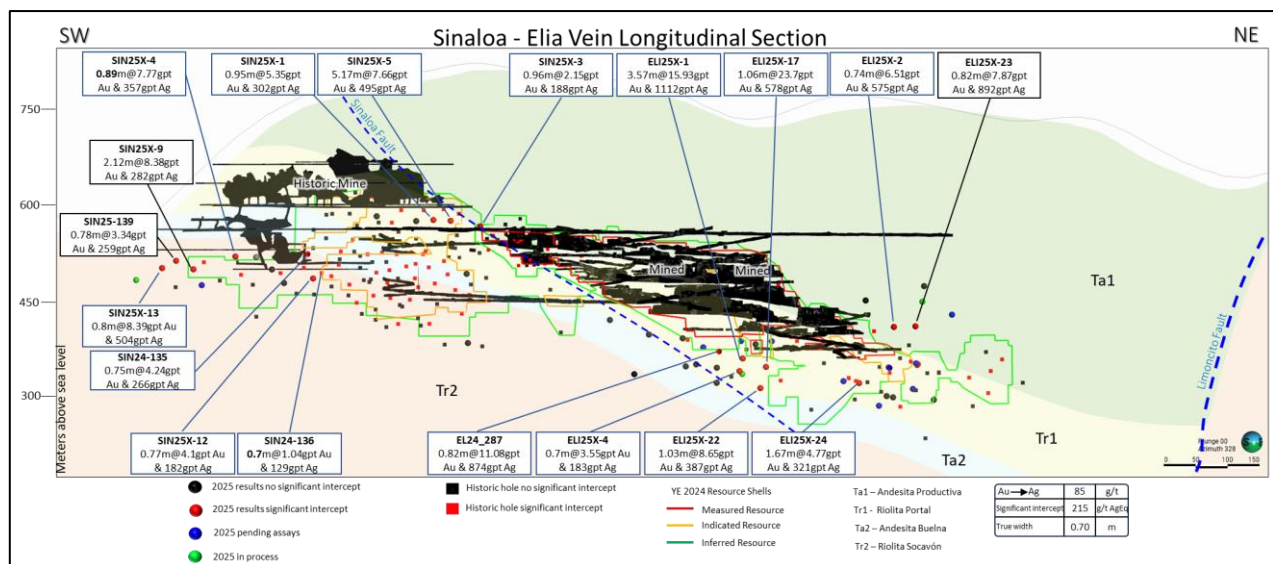 SW
Sinaloa - Elia Vein Longitudinal Section
NE
SIN25X-4
0.89m@7.77gpt
Au & 357gpt Ag
SIN25X-1
0.95m@5.35gpt
Au & 302gpt Ag
SIN25X-5
5.17m@7.66gpt
Au & 495gpt Ag
SIN25X-3
0.96m@2.15gpt
Au & 188gpt Ag
ELI25X-1
3.57m@15.93gpt
Au & 1112gpt Ag
ELI25X-17
1.06m@23.7gpt
Au & 578gpt Ag
ELI25X-2
0.74m@6.51gpt
Au & 575gpt Ag
ELI25X-23
0.82m@7.87gpt
Au & 892gpt Ag
750
Sinaloa Fault
SIN25X-9
2.12m@8.38gpt
Au & 282gpt Ag
Historic Mine
600
SIN25-139
0.78m@3.34gpt
Au & 259gpt Ag
Mined
Mined
Ta1
450
SIN25X-13
0.8m@8.39gpt Au
& 504gpt Ag
SIN24-135
0.75m@4.24gpt
Au & 266gpt Ag
Limoncito Fault
300
Meters above sea level
Tr2
Tr1
Ta2
SIN25X-12
0.77m@4.1gpt Au
& 182gpt Ag
SIN24-136
0.7m@1.04gpt Au
& 129gpt Ag
EL24_287
0.82m@11.08gpt
Au & 874gpt Ag
ELI25X-4
0.7m@3.55gpt Au
& 183gpt Ag
ELI25X-22
1.03m@8.65gpt
Au & 387gpt Ag
ELI25X-24
1.67m@4.77gpt
Au & 321gpt Ag
Plunge 00
Azimuth 328
0 50 100 150
2025 results no significant intercept
2025 results significant intercept
2025 pending assays
2025 in process
Historic hole no significant intercept
Historic hole significant intercept
YE 2024 Resource Shells
Measured Resource
Indicated Resource
Inferred Resource
Ta1 – Andesita Productiva
Tr1 - Riolita Portal
Ta2 – Andesita Buelna
Tr2 – Riolita Socavón
Au→Ag 85 g/t
Significant intercept 215 g/t AgEq
True width 0.70 m